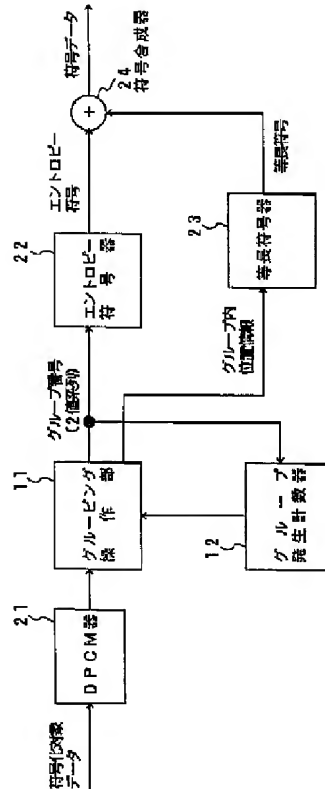 符号化対象
データ
21
DPCM器
11
グルーピング
操作部
グループ番号
(2値系列)
22
エントロピー
符号器
エントロピー
符号
符号データ
24
符号合成器
12
グループ
発生計数器
グループ内
位置情報
23
等長符号器
等長符号